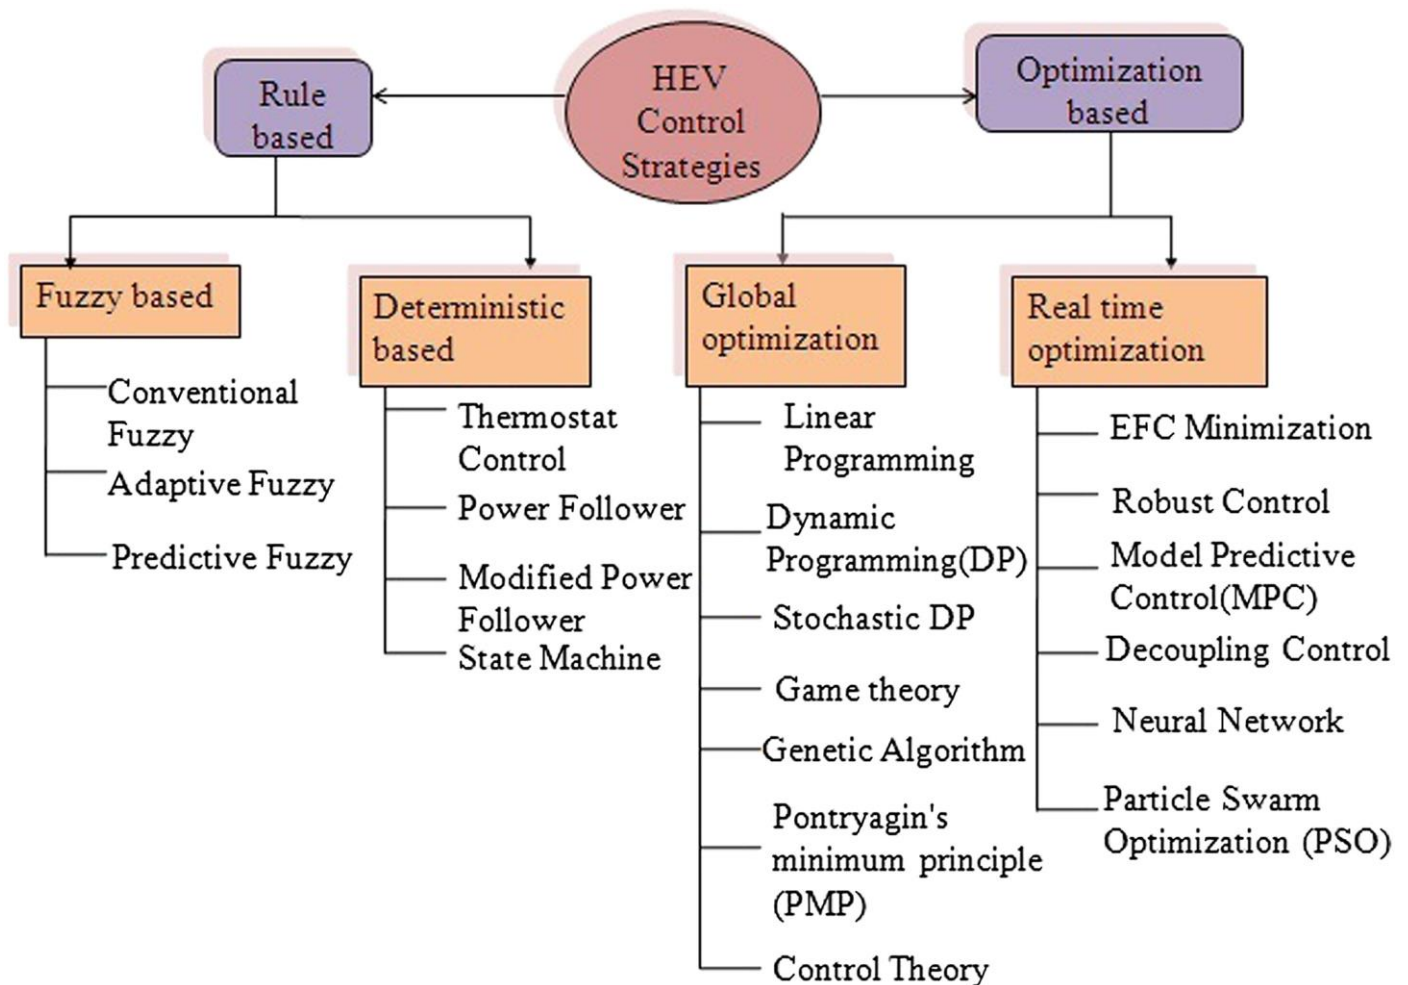 HEV
Control
Strategies
Rule
based
Optimization
based
Fuzzy based
Conventional
Fuzzy
Adaptive Fuzzy
Predictive Fuzzy
Deterministic
based
Thermostat
Control
Power Follower
Modified Power
Follower
State Machine
Global
optimization
Linear
Programming
Dynamic
Programming(DP)
Stochastic DP
Game theory
Genetic Algorithm
Pontryagin's
minimum principle
(PMP)
Control Theory
Real time
optimization
EFC Minimization
Robust Control
Model Predictive
Control(MPC)
Decoupling Control
Neural Network
Particle Swarm
Optimization (PSO)